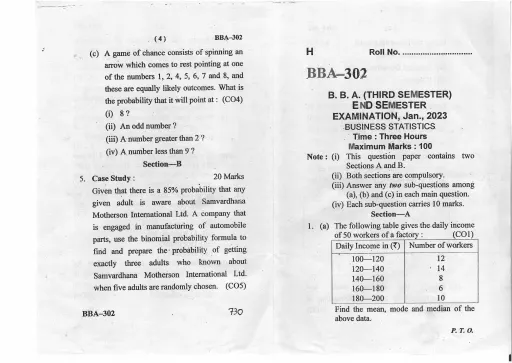 ( 4 ) BBA-302
(c) A game of chance consists of spinning an
arrow which comes to rest pointing at one
of the numbers 1, 2, 4, 5, 6, 7 and 8, and
these are equally likely outcomes. What is
the probability that it will point at : (CO4)
(i) 8 ?
(ii) An odd number ?
(iii) A number greater than 2 ?
(iv) A number less than 9 ?
Section—B
5. Case Study : 20 Marks
Given that there is a 85% probability that any
given adult is aware about Samvardhana
Motherson International Ltd. A company that
is engaged in manufacturing of automobile
parts, use the binomial probability formula to
find and prepare the probability of getting
exactly three adults who known about
Samvardhana Motherson International Ltd.
when five adults are randomly chosen. (CO5)
BBA-302 730
H Roll No. ..............................
BBA-302
B. B. A. (THIRD SEMESTER)
END SEMESTER
EXAMINATION, Jan., 2023
BUSINESS STATISTICS
Time : Three Hours
Maximum Marks : 100
Note : (i) This question paper contains two
Sections A and B.
(ii) Both sections are compulsory.
(iii) Answer any two sub-questions among
(a), (b) and (c) in each main question.
(iv) Each sub-question carries 10 marks.
Section—A
1. (a) The following table gives the daily income
of 50 workers of a factory : (CO1)
Daily Income in (₹) Number of workers
100—120 12
120—140 14
140—160 8
160—180 6
180—200 10
Find the mean, mode and median of the
above data.
P. T. O.